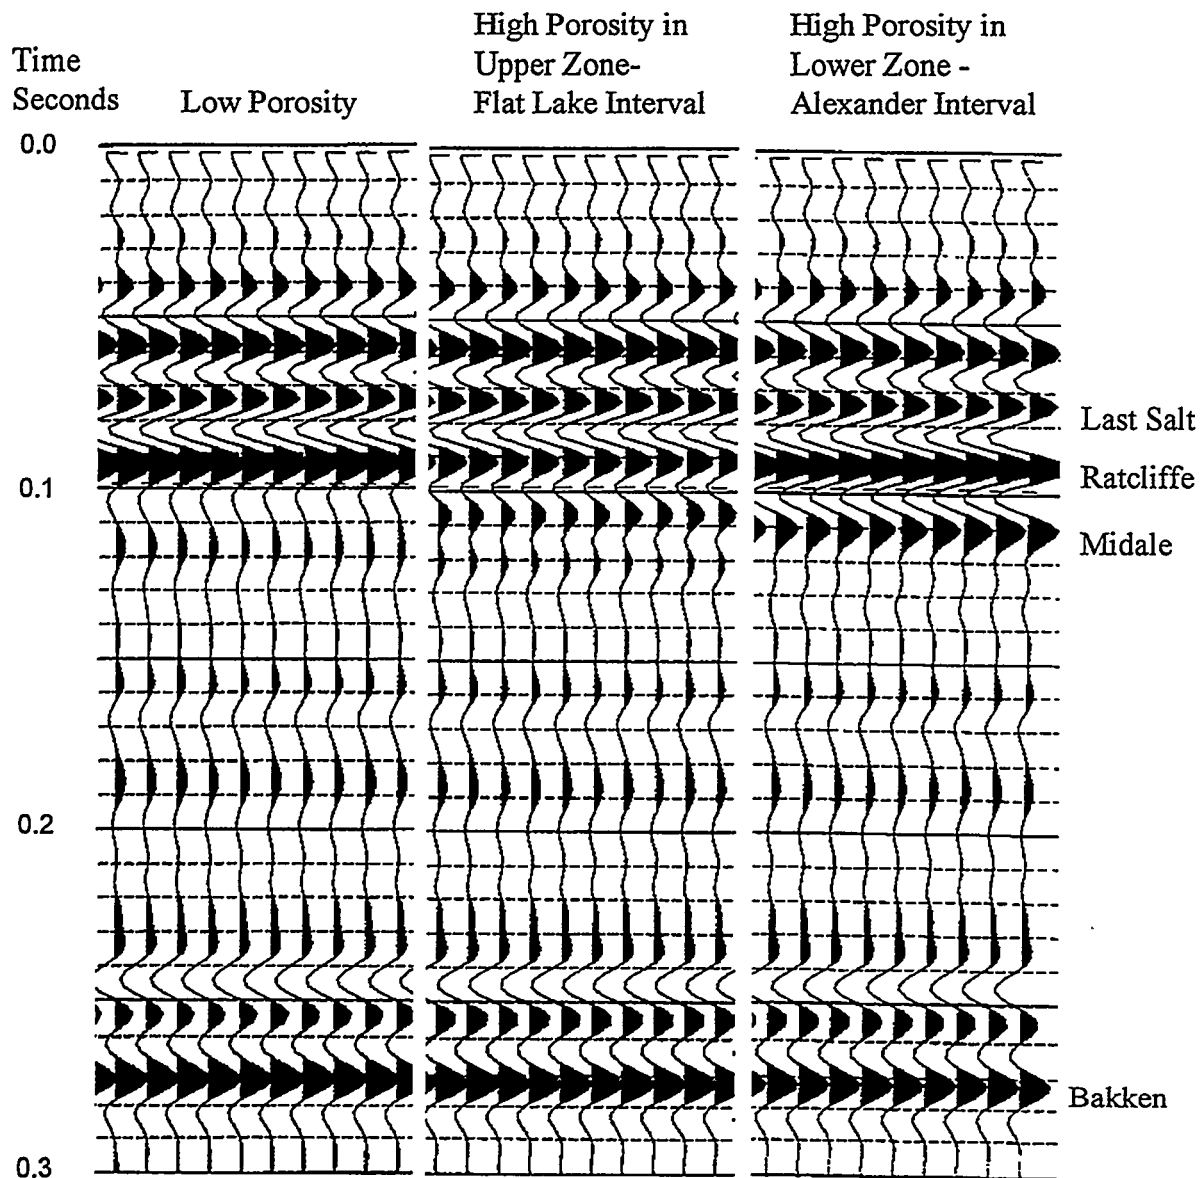 Time
Seconds
Low Porosity
High Porosity in
Upper Zone-
Flat Lake Interval
High Porosity in
Lower Zone -
Alexander Interval
0.0
Last Salt
Ratcliffe
0.1
Midale
0.2
Bakken
0.3